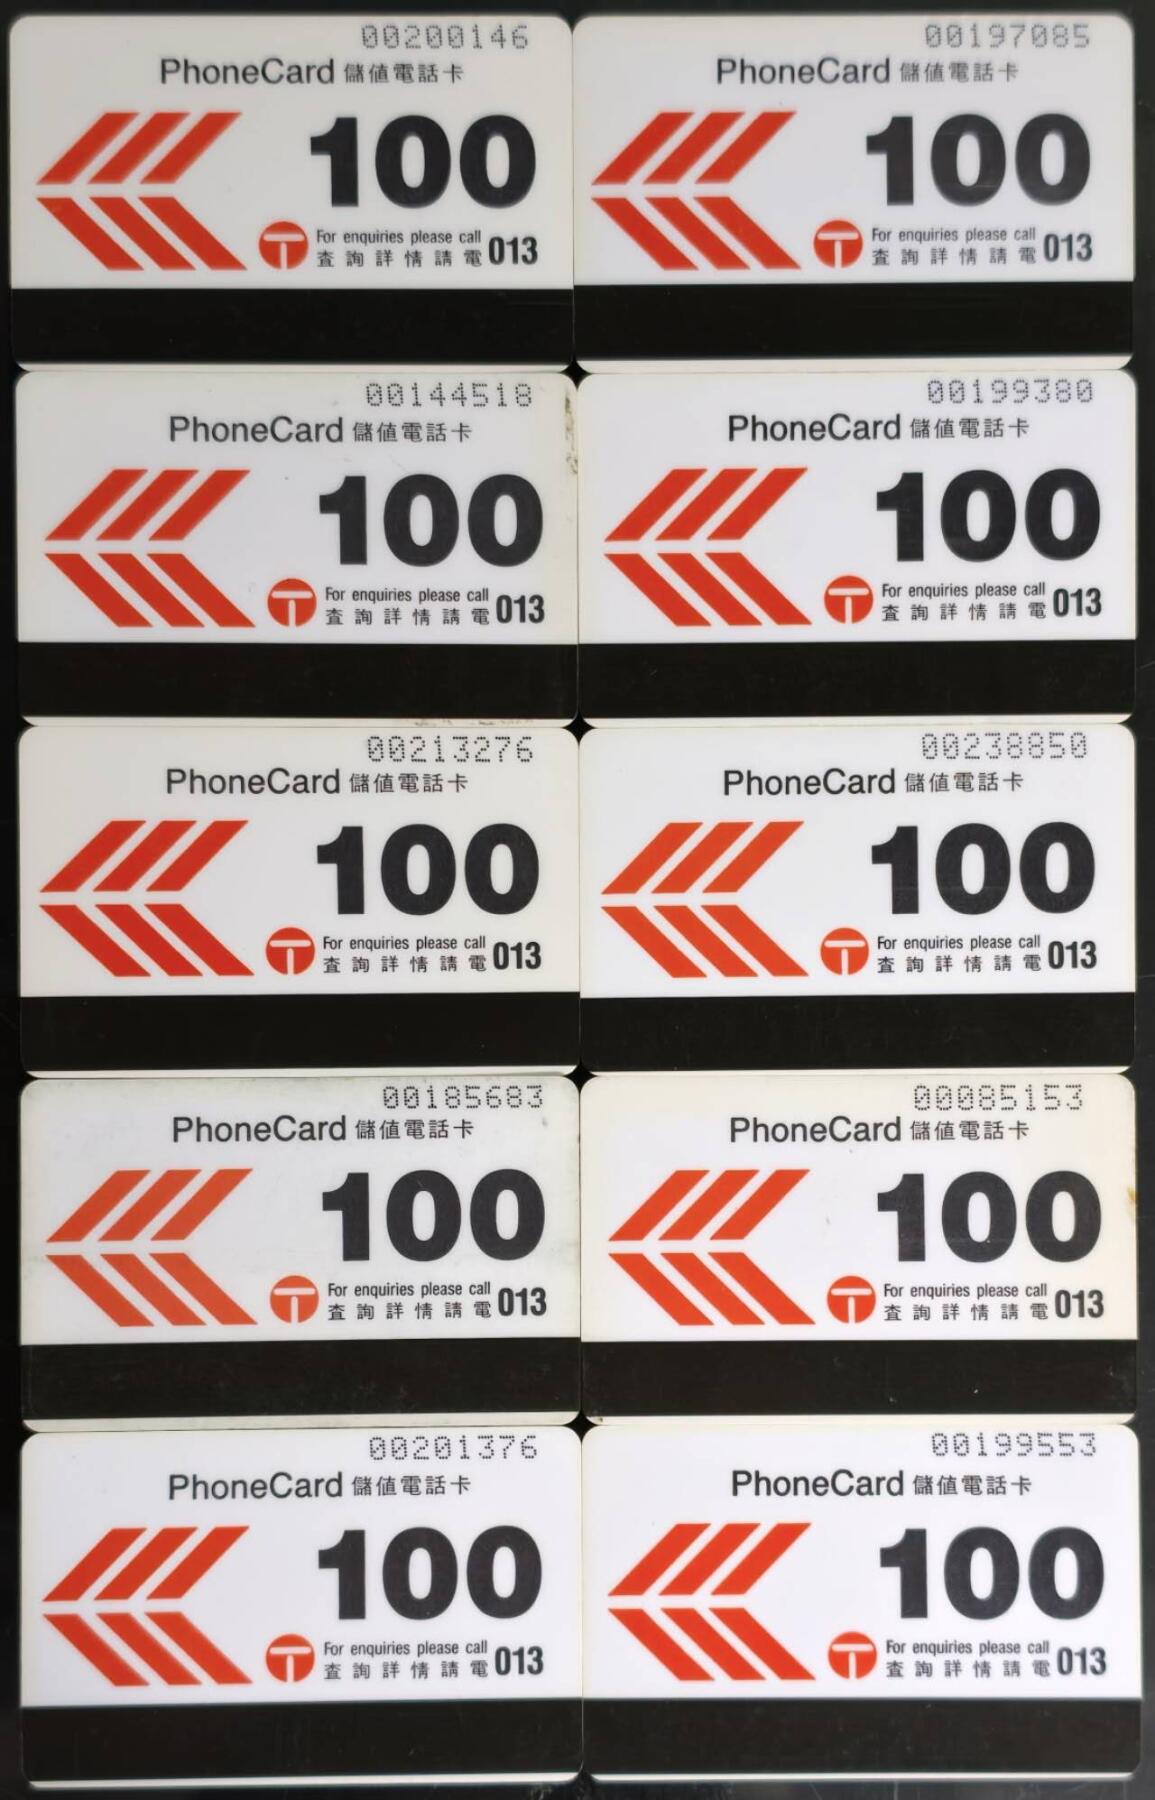 00200146
PhoneCard 儲值電話卡
100
For enquiries please call
查詢詳情請電 013
00197085
PhoneCard 儲值電話卡
100
For enquiries please call
查詢詳情請電 013
00144518
PhoneCard 儲值電話卡
100
For enquiries please call
查詢詳情請電 013
00199380
PhoneCard 儲值電話卡
100
For enquiries please call
查詢詳情請電 013
00213276
PhoneCard 儲值電話卡
100
For enquiries please call
查詢詳情請電 013
00238850
PhoneCard 儲值電話卡
100
For enquiries please call
查詢詳情請電 013
00185683
PhoneCard 儲值電話卡
100
For enquiries please call
查詢詳情請電 013
00085153
PhoneCard 儲值電話卡
100
For enquiries please call
查詢詳情請電 013
00201376
PhoneCard 儲值電話卡
100
For enquiries please call
查詢詳情請電 013
00199553
PhoneCard 儲值電話卡
100
For enquiries please call
查詢詳情請電 013